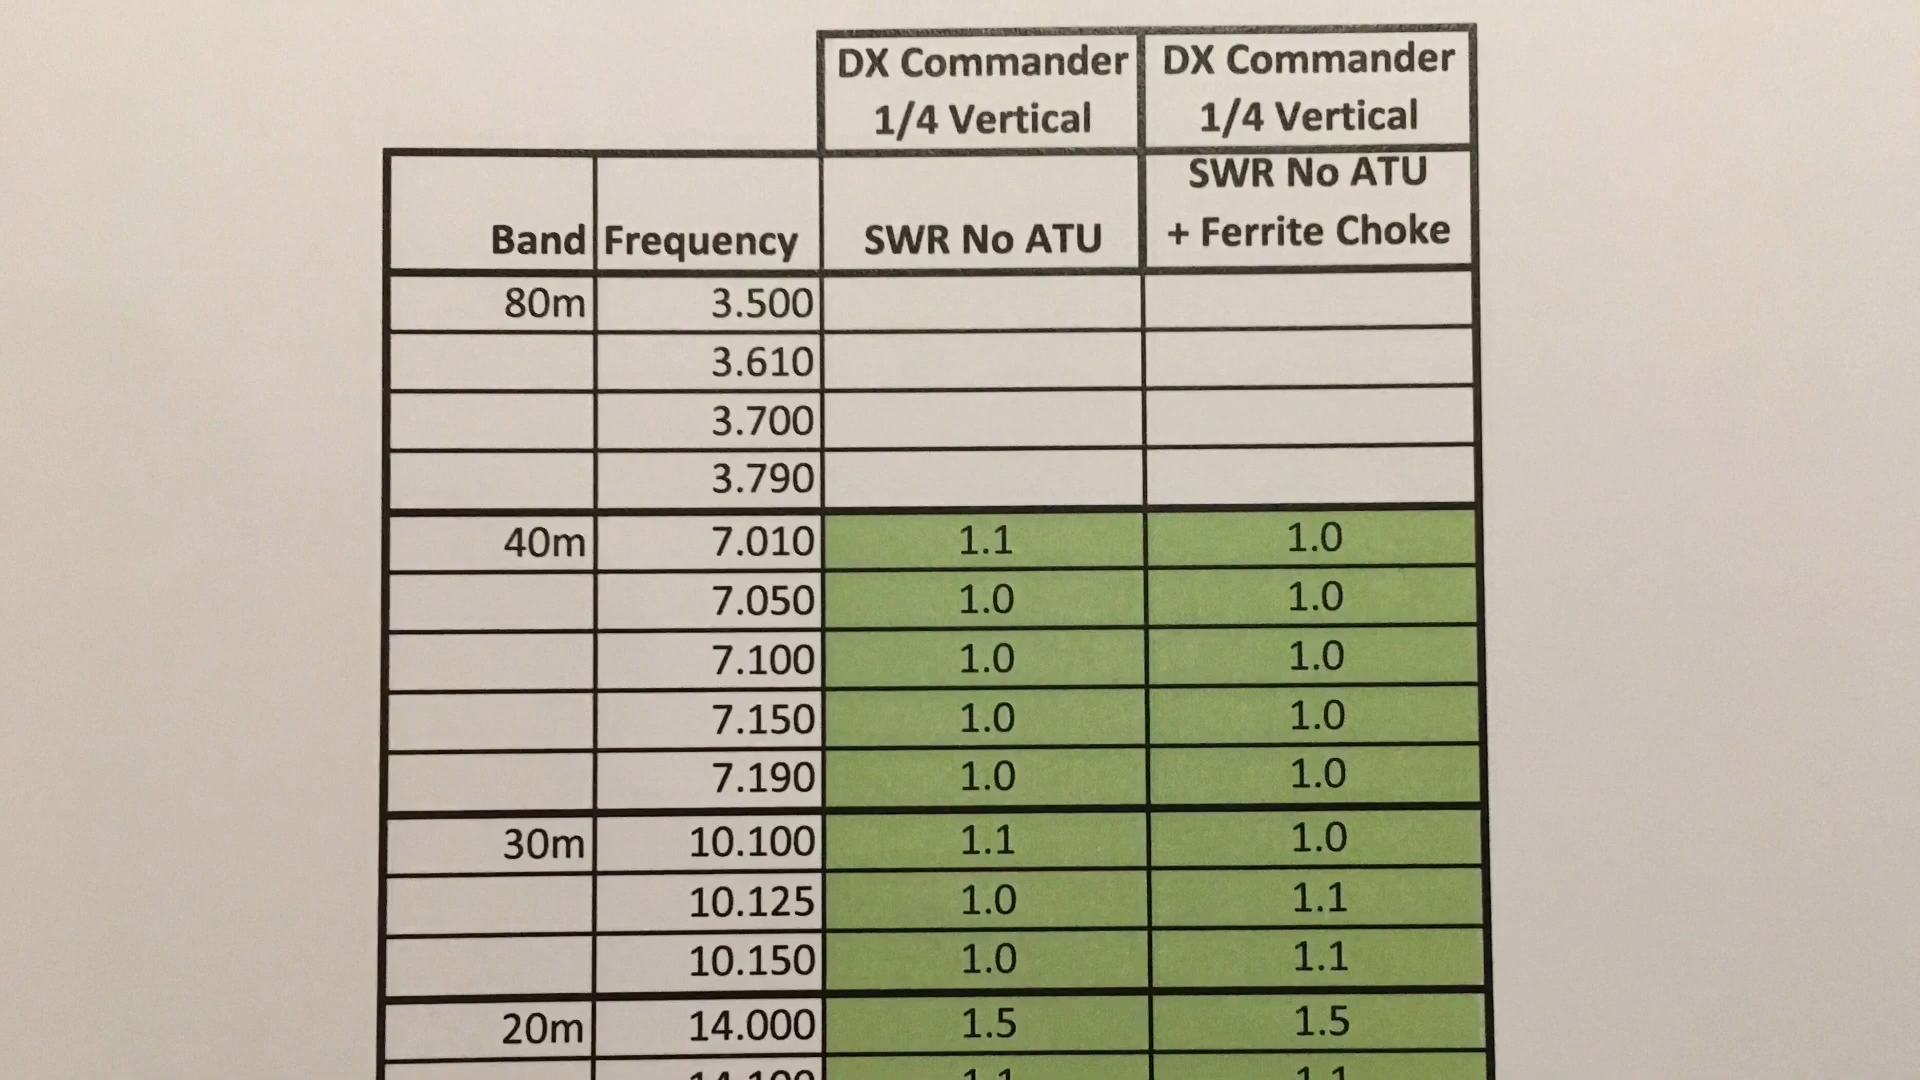 DX Commander DX Commander
1/4 Vertical 1/4 Vertical
SWR No ATU
Band Frequency SWR No ATU + Ferrite Choke
80m 3.500
3.610
3.700
3.790
40m 7.010 1.1 1.0
7.050 1.0 1.0
7.100 1.0 1.0
7.150 1.0 1.0
7.190 1.0 1.0
30m 10.100 1.1 1.0
10.125 1.0 1.1
10.150 1.0 1.1
20m 14.000 1.5 1.5